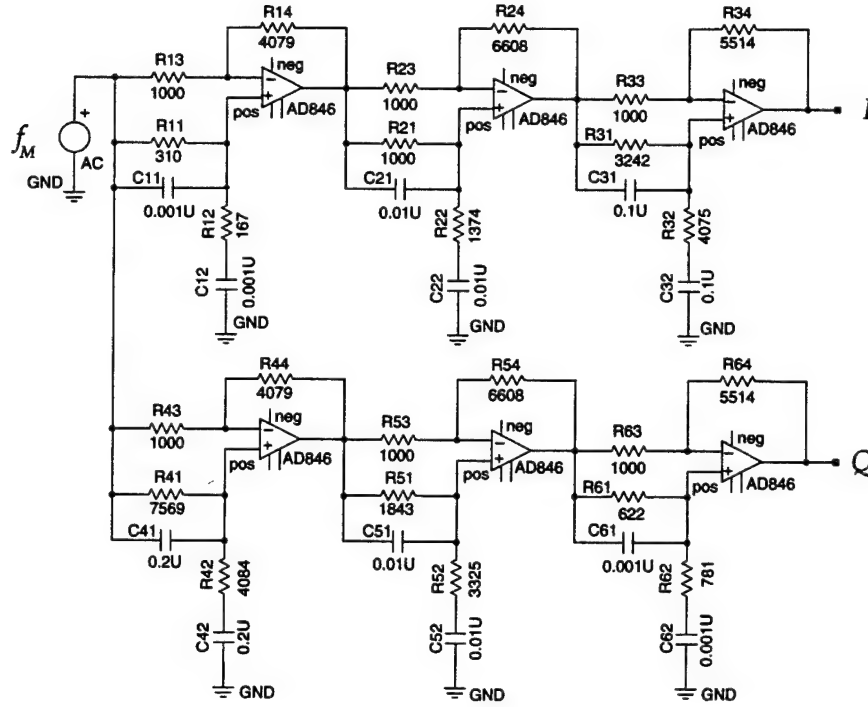 R14
4079
R24
6608
R34
5514
R13
1000
neg
R23
1000
neg
R33
1000
neg
AD846
AD846
AD846
I
pos
pos
pos
R11
310
R21
1000
R31
3242
f_M
AC
GND
C11
0.001U
C21
0.01U
C31
0.1U
R12
167
R22
1374
R32
4075
C12
0.001U
C22
0.01U
C32
0.1U
GND
GND
GND
R44
4079
R54
6608
R64
5514
R43
1000
neg
R53
1000
neg
R63
1000
neg
AD846
AD846
AD846
Q
pos
pos
pos
R41
7569
R51
1843
R61
622
C41
0.2U
C51
0.01U
C61
0.001U
R42
4084
R52
3325
R62
781
C42
0.2U
C52
0.01U
C62
0.001U
GND
GND
GND